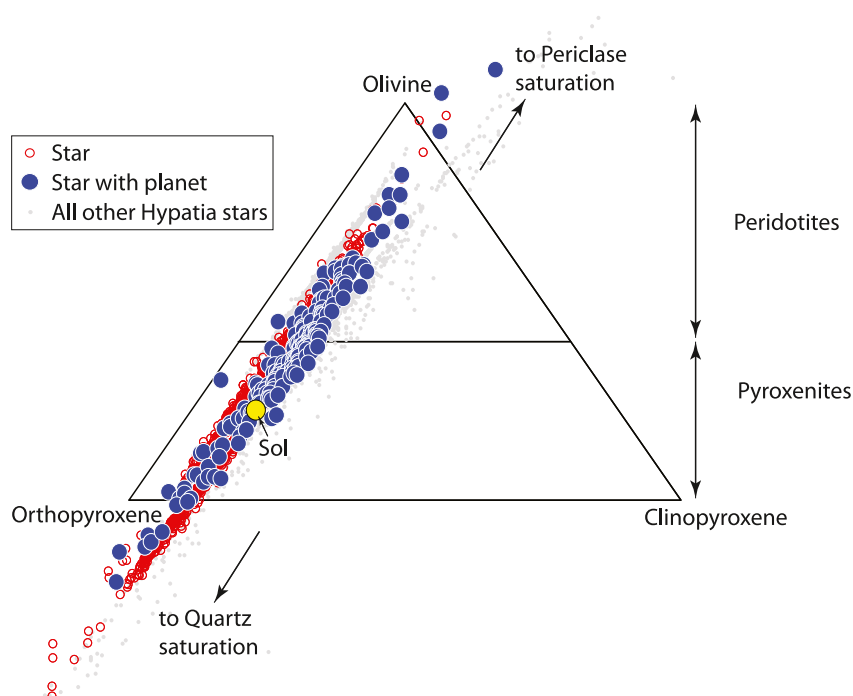 to Periclase
saturation
Olivine
Star
Star with planet
All other Hypatia stars
Peridotites
Pyroxenites
Sol
Orthopyroxene
Clinopyroxene
to Quartz
saturation